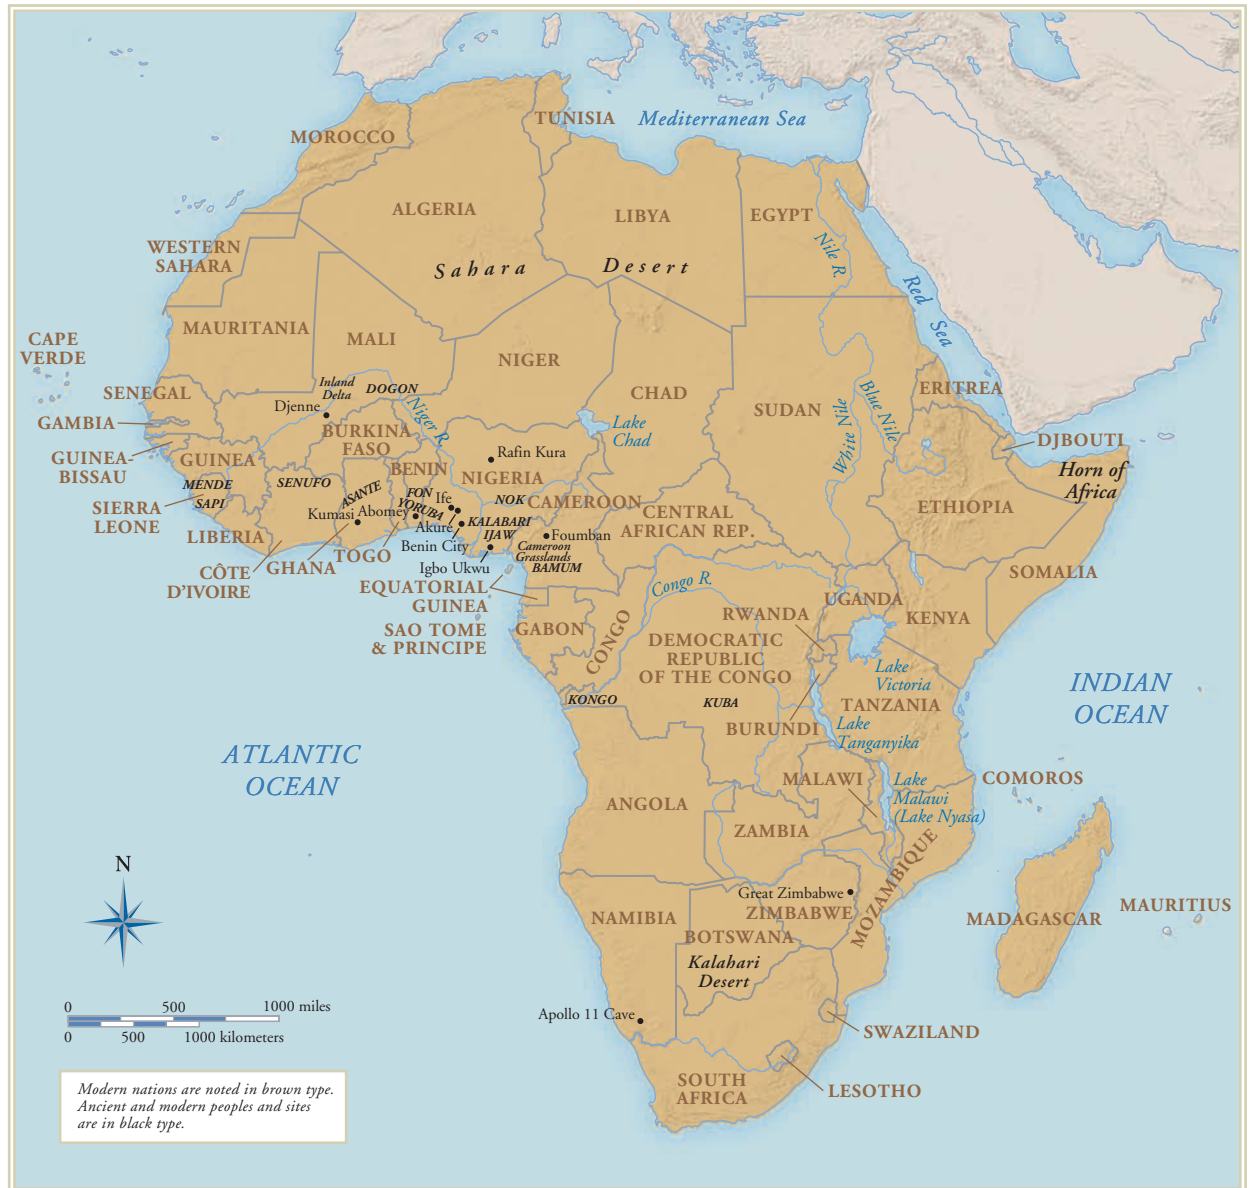 TUNISIA
Mediterranean Sea
MOROCCO
ALGERIA
LIBYA
EGYPT
WESTERN
SAHARA
Nile R.
Sahara Desert
Red Sea
MAURITANIA
MALI
NIGER
CHAD
SUDAN
CAPE
VERDE
SENEGAL
Inland
Delta
DOGON
ERITREA
Djenne
Niger R.
Lake
Chad
White Nile
Blue Nile
GAMBIA
BURKINA
FASO
DJBOUTI
GUINEA-
BISSAU
GUINEA
BENIN
Rafin Kura
NIGERIA
Horn of
Africa
MENDE
SAPI
SENUFO
ASANTE
FON
YORUBA
Ife
NOK
CAMEROON
CENTRAL
AFRICAN REP.
ETHIOPIA
SIERRA
LEONE
LIBERIA
Kumasi
Abomey
Akure
KALABARI
IJAW
Benin City
Foumban
Cameroon
Grasslands
BAMUM
Igbo Ukwu
CÔTE
D'IVOIRE
GHANA
TOGO
EQUATORIAL
GUINEA
SAO TOME
& PRINCIPE
GABON
CONGO
Congo R.
SOMALIA
UGANDA
KENYA
RWANDA
DEMOCRATIC
REPUBLIC
OF THE CONGO
Lake
Victoria
KONGO
KUBA
BURUNDI
TANZANIA
Lake
Tanganyika
INDIAN
OCEAN
ATLANTIC
OCEAN
MALAWI
Lake
Malawi
(Lake Nyasa)
COMOROS
ANGOLA
ZAMBIA
MOZAMBIQUE
N
Great Zimbabwe
ZIMBABWE
NAMIBIA
BOTSWANA
Kalahari
Desert
MADAGASCAR
MAURITIUS
Apollo 11 Cave
SWAZILAND
LESOTHO
SOUTH
AFRICA
0 500 1000 miles
0 500 1000 kilometers
Modern nations are noted in brown type.
Ancient and modern peoples and sites
are in black type.